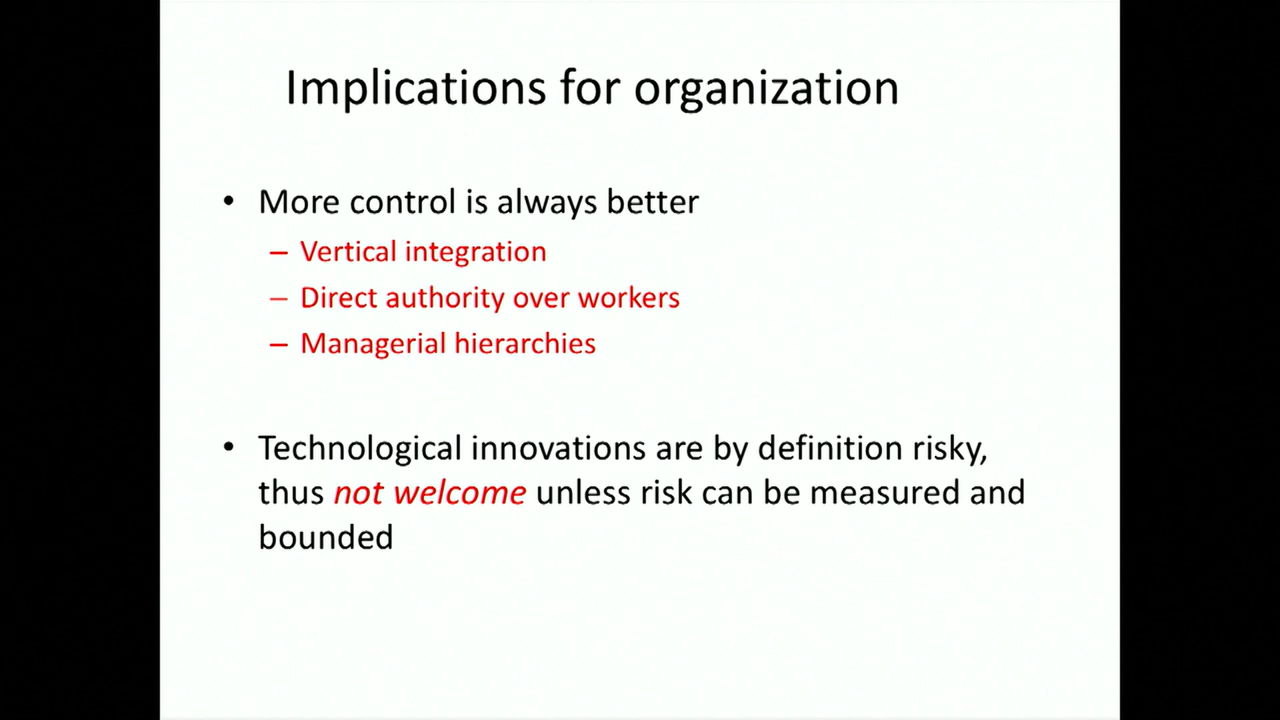 Implications for organization
• More control is always better
– Vertical integration
– Direct authority over workers
– Managerial hierarchies
• Technological innovations are by definition risky,
thus not welcome unless risk can be measured and
bounded